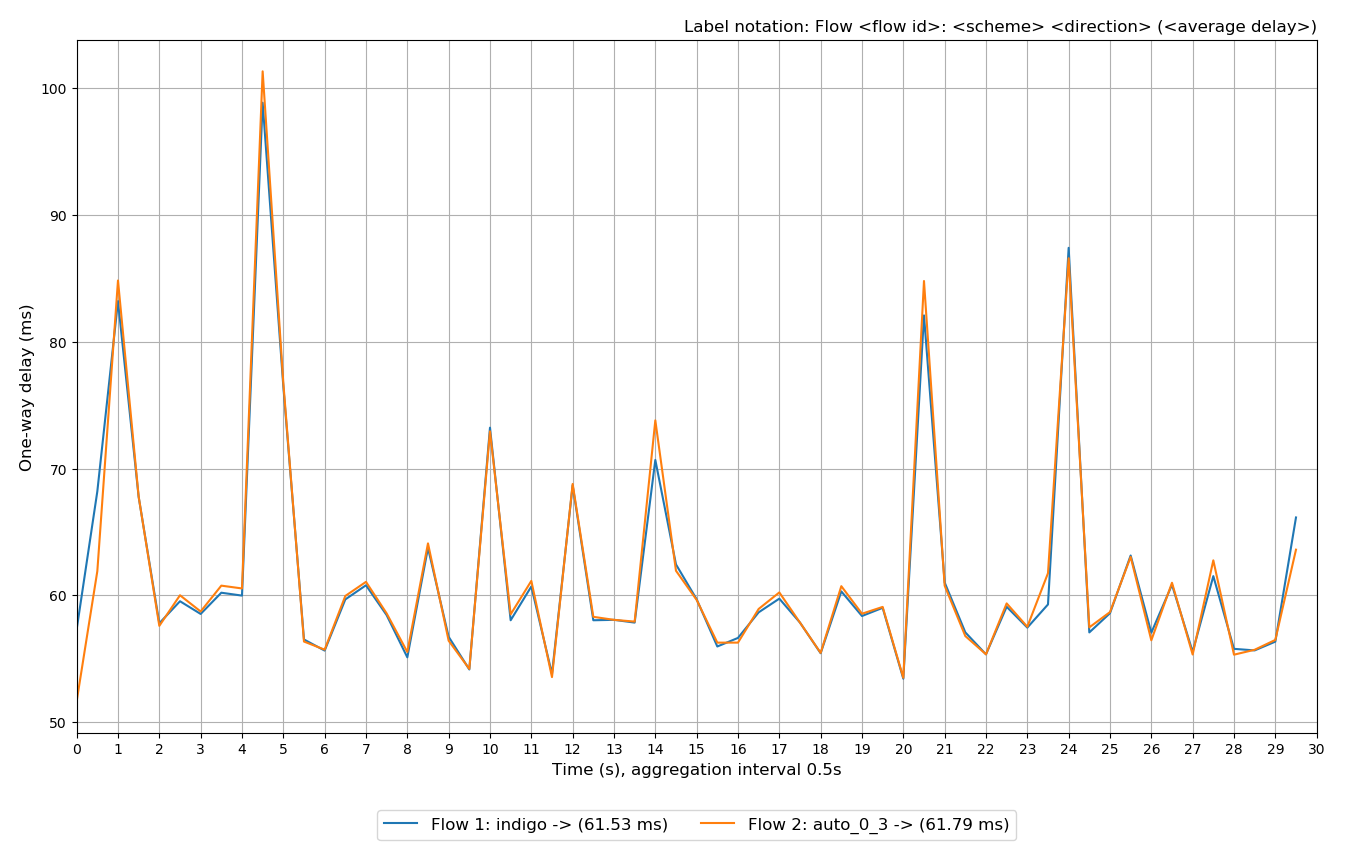 Label notation: Flow <flow id>: <scheme> <direction> (<average delay>)
100
90
80
70
60
50
One-way delay (ms)
0 1 2 3 4 5 6 7 8 9 10 11 12 13 14 15 16 17 18 19 20 21 22 23 24 25 26 27 28 29 30
Time (s), aggregation interval 0.5s
Flow 1: indigo -> (61.53 ms) Flow 2: auto_0_3 -> (61.79 ms)